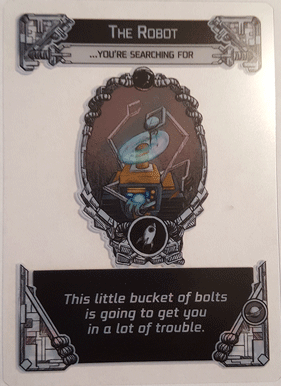 The Robot
...you're searching for
This little bucket of bolts
is going to get you
in a lot of trouble.